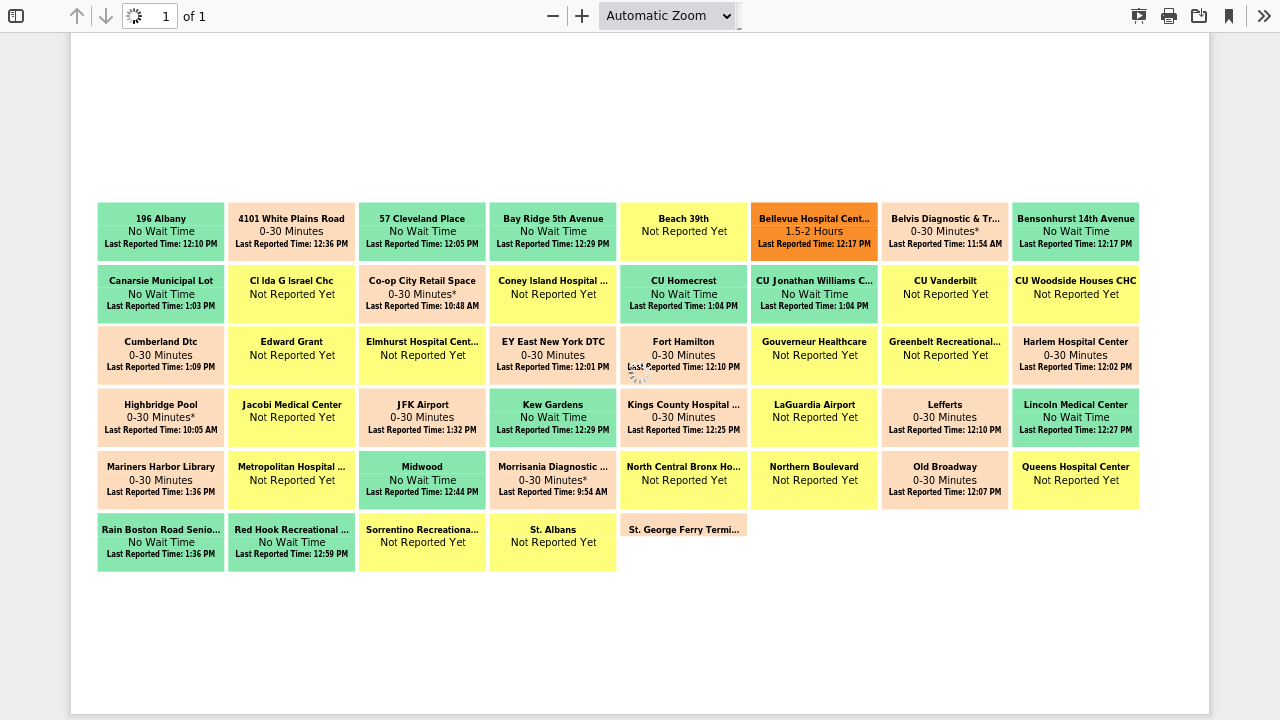 1 of 1 Automatic Zoom
196 Albany
No Wait Time
Last Reported Time: 12:10 PM
4101 White Plains Road
0-30 Minutes
Last Reported Time: 12:36 PM
57 Cleveland Place
No Wait Time
Last Reported Time: 12:05 PM
Bay Ridge 5th Avenue
No Wait Time
Last Reported Time: 12:29 PM
Beach 39th
Not Reported Yet
Bellevue Hospital Cent...
1.5-2 Hours
Last Reported Time: 12:17 PM
Belvis Diagnostic & Tr...
0-30 Minutes*
Last Reported Time: 11:54 AM
Bensonhurst 14th Avenue
No Wait Time
Last Reported Time: 12:17 PM
Canarsie Municipal Lot
No Wait Time
Last Reported Time: 1:03 PM
CI Ida G Israel Chc
Not Reported Yet
Co-op City Retail Space
0-30 Minutes*
Last Reported Time: 10:48 AM
Coney Island Hospital ...
Not Reported Yet
CU Homecrest
No Wait Time
Last Reported Time: 1:04 PM
CU Jonathan Williams C...
No Wait Time
Last Reported Time: 1:04 PM
CU Vanderbilt
Not Reported Yet
CU Woodside Houses CHC
Not Reported Yet
Cumberland Dtc
0-30 Minutes
Last Reported Time: 1:09 PM
Edward Grant
Not Reported Yet
Elmhurst Hospital Cent...
Not Reported Yet
EY East New York DTC
0-30 Minutes
Last Reported Time: 12:01 PM
Fort Hamilton
0-30 Minutes
Last Reported Time: 12:10 PM
Gouverneur Healthcare
Not Reported Yet
Greenbelt Recreational...
Not Reported Yet
Harlem Hospital Center
0-30 Minutes
Last Reported Time: 12:02 PM
Highbridge Pool
0-30 Minutes*
Last Reported Time: 10:05 AM
Jacobi Medical Center
Not Reported Yet
JFK Airport
0-30 Minutes
Last Reported Time: 1:32 PM
Kew Gardens
No Wait Time
Last Reported Time: 12:29 PM
Kings County Hospital ...
0-30 Minutes
Last Reported Time: 12:25 PM
LaGuardia Airport
Not Reported Yet
Lefferts
0-30 Minutes
Last Reported Time: 12:10 PM
Lincoln Medical Center
No Wait Time
Last Reported Time: 12:27 PM
Mariners Harbor Library
0-30 Minutes
Last Reported Time: 1:36 PM
Metropolitan Hospital ...
Not Reported Yet
Midwood
No Wait Time
Last Reported Time: 12:44 PM
Morrisania Diagnostic ...
0-30 Minutes*
Last Reported Time: 9:54 AM
North Central Bronx Ho...
Not Reported Yet
Northern Boulevard
Not Reported Yet
Old Broadway
0-30 Minutes
Last Reported Time: 12:07 PM
Queens Hospital Center
Not Reported Yet
Rain Boston Road Senio...
No Wait Time
Last Reported Time: 1:36 PM
Red Hook Recreational ...
No Wait Time
Last Reported Time: 12:59 PM
Sorrentino Recreationa...
Not Reported Yet
St. Albans
Not Reported Yet
St. George Ferry Termi...